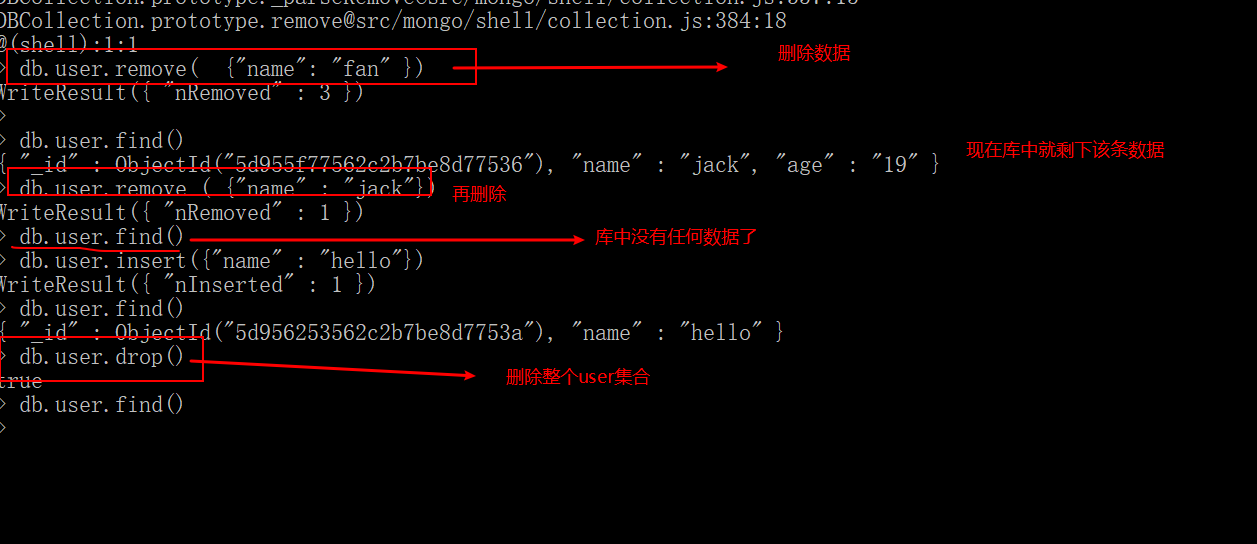 DBCollection.prototype._parseRemove@src/mongo/shell/collection.js:357:15
DBCollection.prototype.remove@src/mongo/shell/collection.js:384:18
@(shell):1:1
> db.user.remove(  {"name": "fan" }) 删除数据
WriteResult({ "nRemoved" : 3 })
>
> db.user.find()
{ "_id" : ObjectId("5d955f77562c2b7be8d77536"), "name" : "jack", "age" : "19" } 现在库中就剩下该条数据
> db.user.remove ( {"name" : "jack"}) 再删除
WriteResult({ "nRemoved" : 1 })
> db.user.find() 库中没有任何数据了
> db.user.insert({"name" : "hello"})
WriteResult({ "nInserted" : 1 })
> db.user.find()
{ "_id" : ObjectId("5d956253562c2b7be8d7753a"), "name" : "hello" }
> db.user.drop() 删除整个user集合
true
> db.user.find()
>